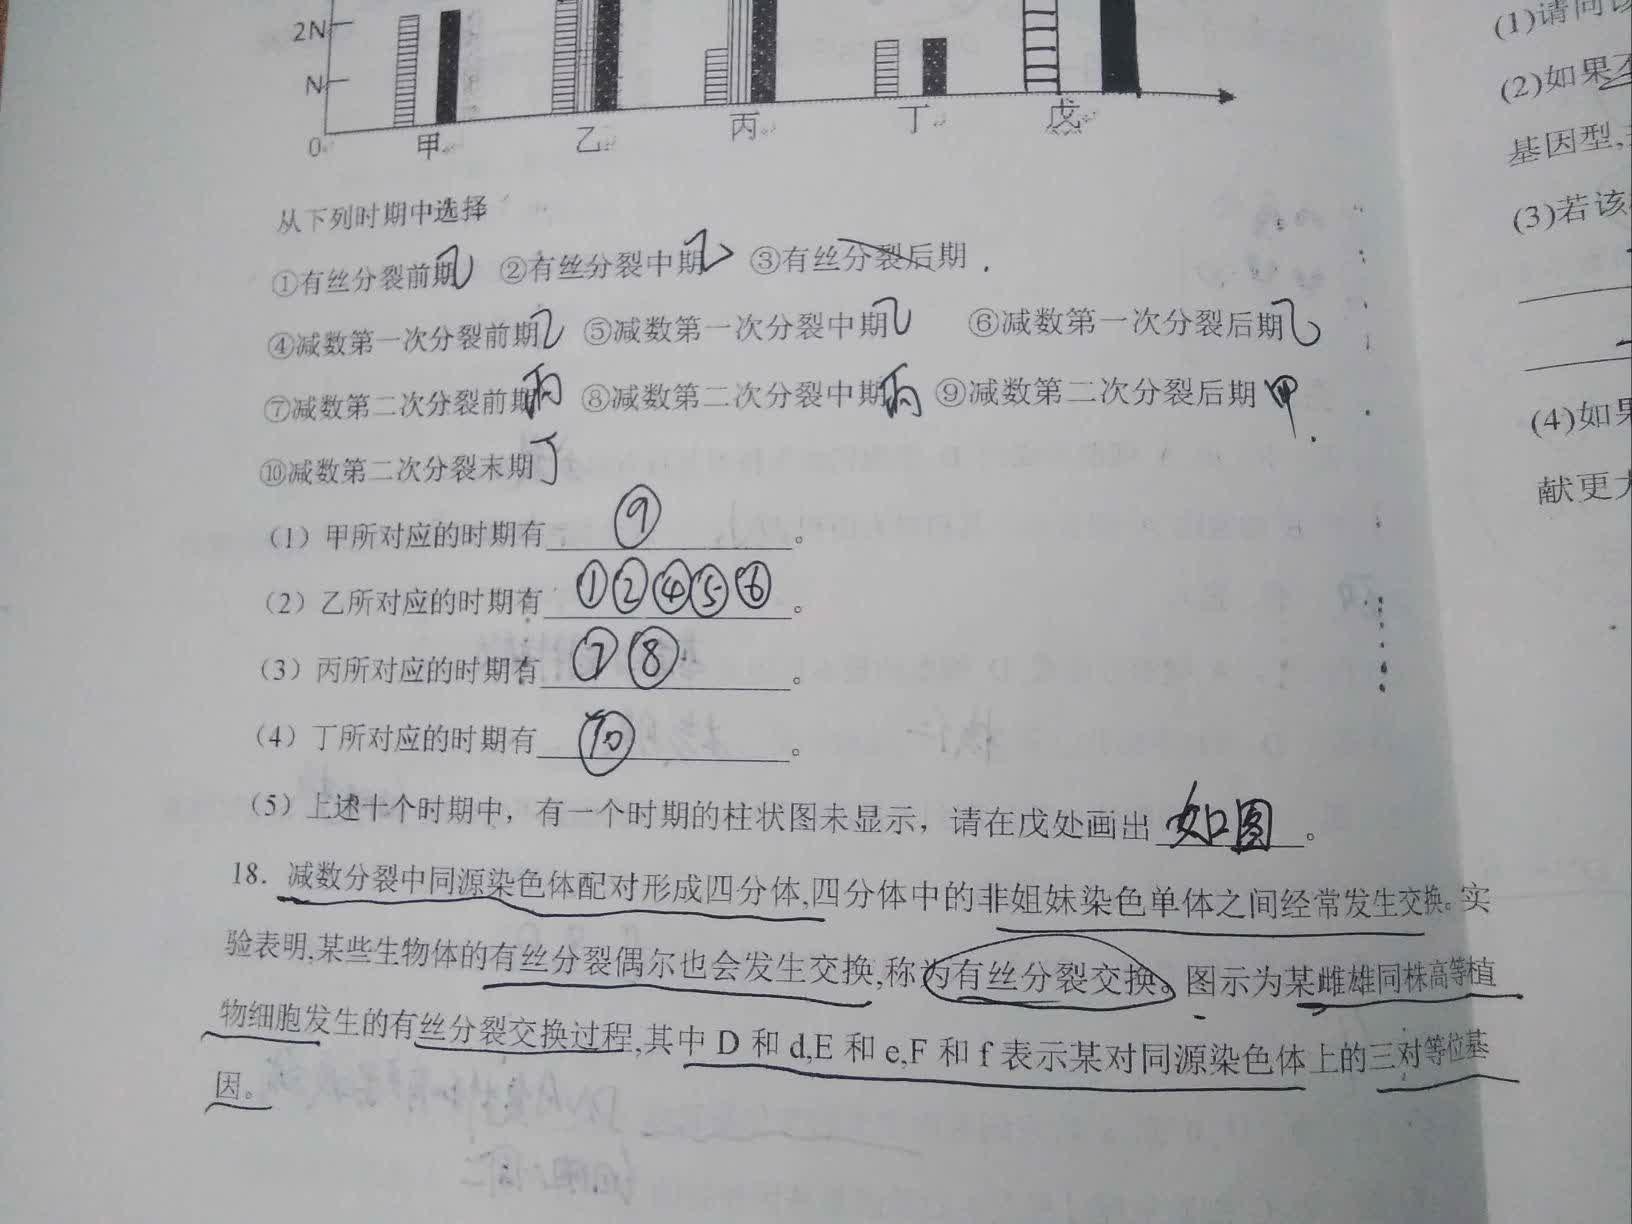 2N
N
0
甲 乙 丙 丁 戊
从下列时期中选择
①有丝分裂前期乙 ②有丝分裂中期乙 ③有丝分裂后期
④减数第一次分裂前期乙 ⑤减数第一次分裂中期乙 ⑥减数第一次分裂后期乙
⑦减数第二次分裂前期丙 ⑧减数第二次分裂中期丙 ⑨减数第二次分裂后期 甲
⑩减数第二次分裂末期丁
(1) 甲所对应的时期有 ⑨ 。
(2) 乙所对应的时期有 ①②④⑤⑥ 。
(3) 丙所对应的时期有 ⑦⑧ 。
(4) 丁所对应的时期有 ⑩ 。
(5) 上述十个时期中，有一个时期的柱状图未显示，请在戊处画出 如图 。
18. 减数分裂中同源染色体配对形成四分体,四分体中的非姐妹染色单体之间经常发生交换。实
验表明,某些生物体的有丝分裂偶尔也会发生交换,称为有丝分裂交换。图示为某雌雄同株高等植
物细胞发生的有丝分裂交换过程,其中 D 和 d,E 和 e,F 和 f 表示某对同源染色体上的三对等位基
因。
(1)请问
(2)如果
基因型,
(3)若该
(4)如果
献更大